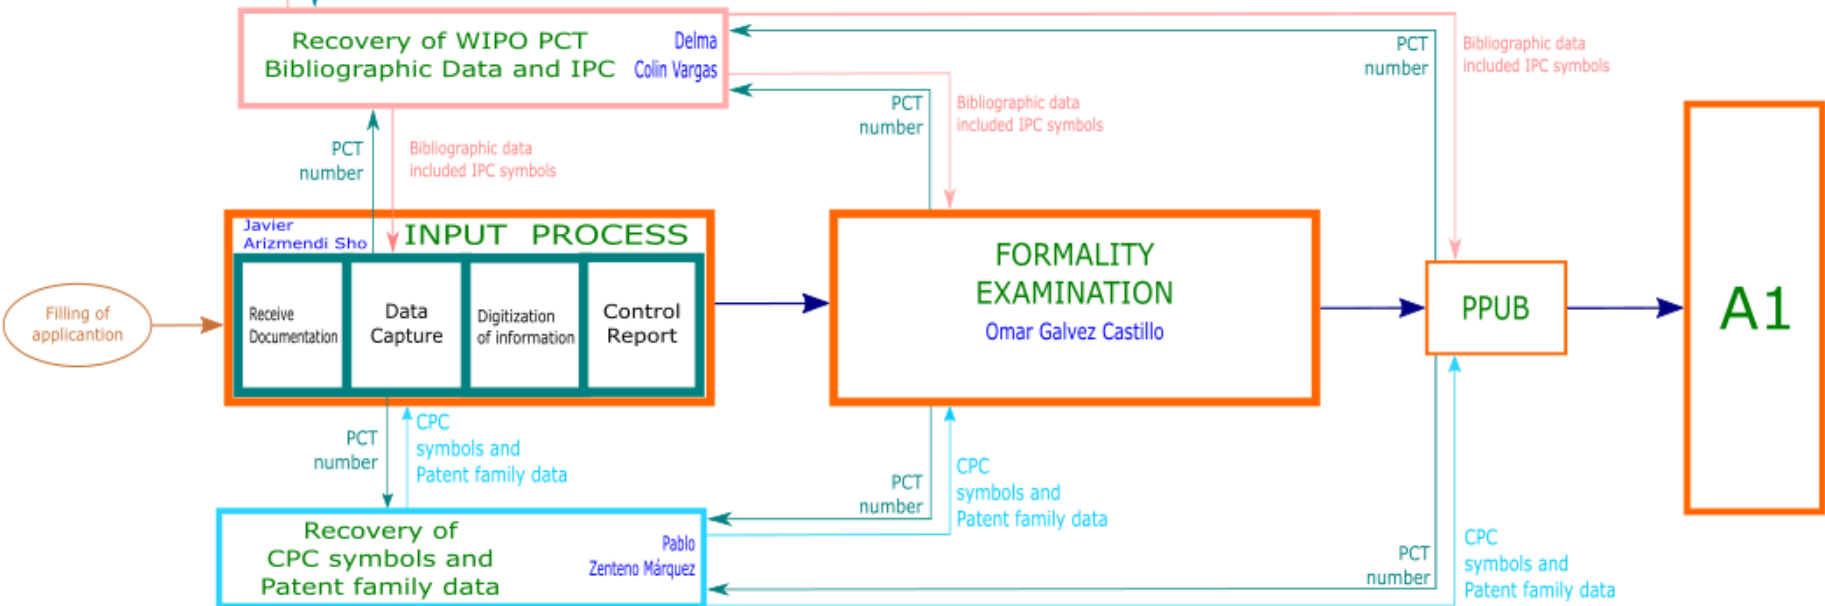 Recovery of WIPO PCT
Bibliographic Data and IPC
Delma
Colin Vargas
PCT
number
Bibliographic data
included IPC symbols
PCT
number
Bibliographic data
included IPC symbols
PCT
number
Bibliographic data
included IPC symbols
Javier
Arizmendi Sho
INPUT PROCESS
Filling of
applicantion
Receive
Documentation
Data
Capture
Digitization
of information
Control
Report
FORMALITY
EXAMINATION
Omar Galvez Castillo
PPUB
A1
PCT
number
CPC
symbols and
Patent family data
PCT
number
CPC
symbols and
Patent family data
PCT
number
CPC
symbols and
Patent family data
Recovery of
CPC symbols and
Patent family data
Pablo
Zenteno Márquez